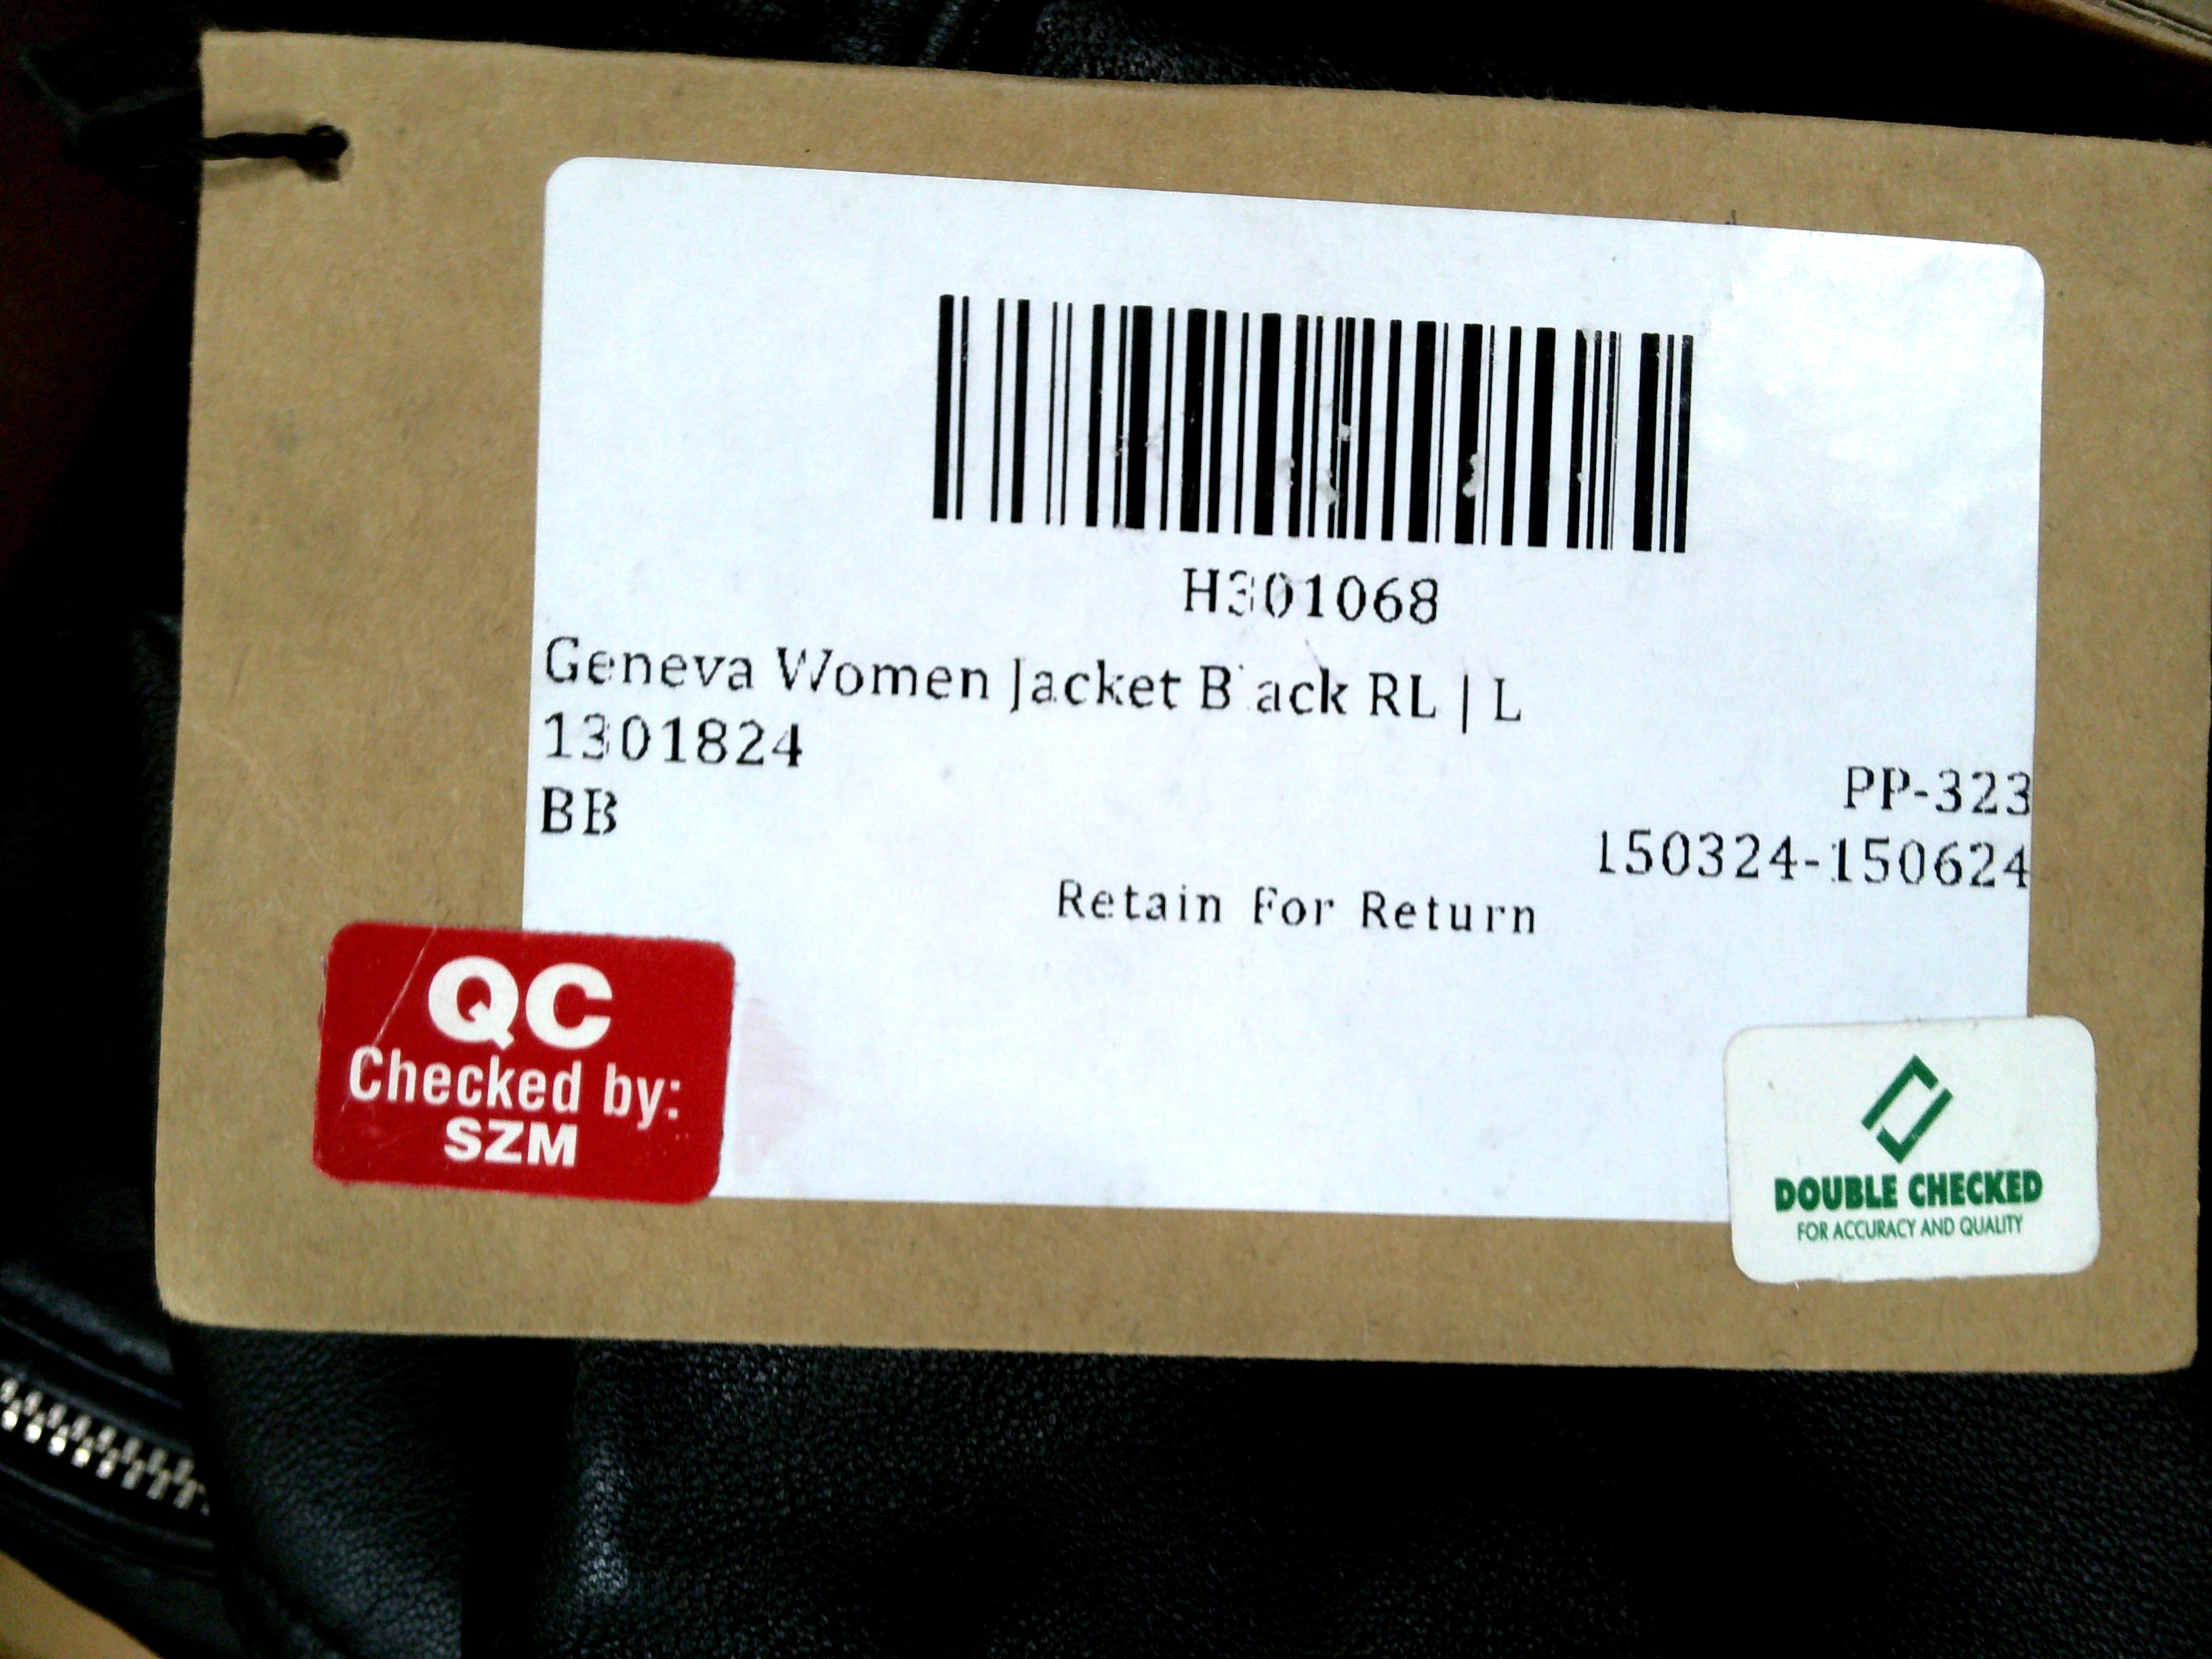 H301068
Geneva Women Jacket Black RL | L
1301824
PP-323
BB
150324-150624
Retain For Return
QC
Checked by:
SZM
DOUBLE CHECKED
FOR ACCURACY AND QUALITY